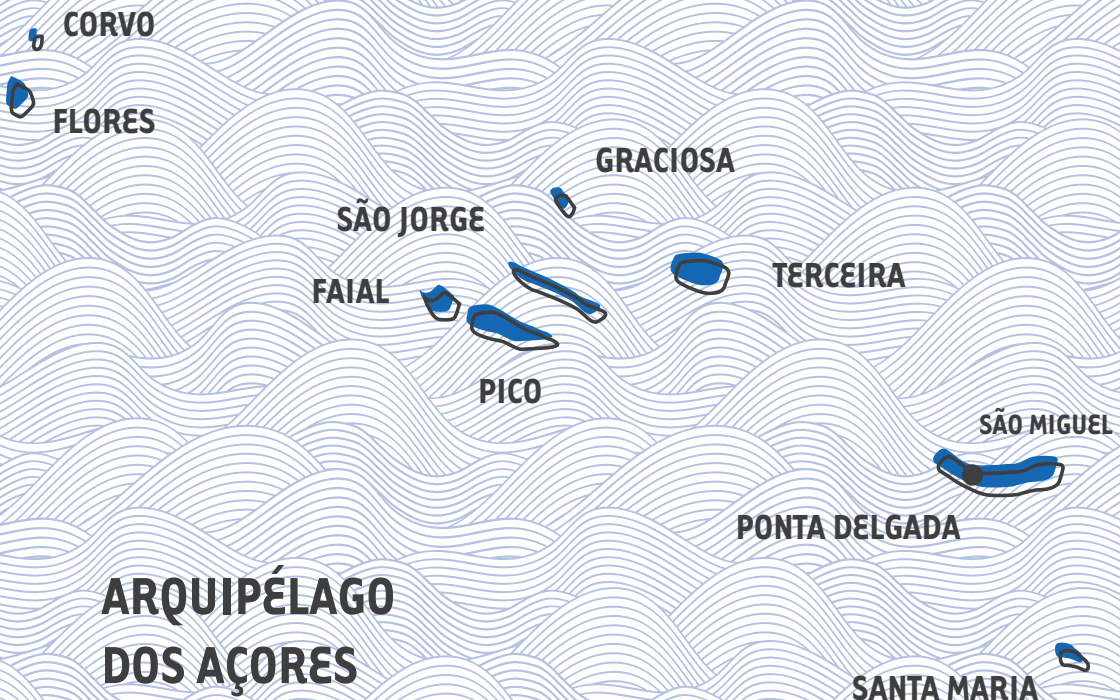 CORVO
FLORES
GRACIOSA
SÃO JORGE
TERCEIRA
FAIAL
PICO
SÃO MIGUEL
PONTA DELGADA
ARQUIPÉLAGO
DOS AÇORES
SANTA MARIA